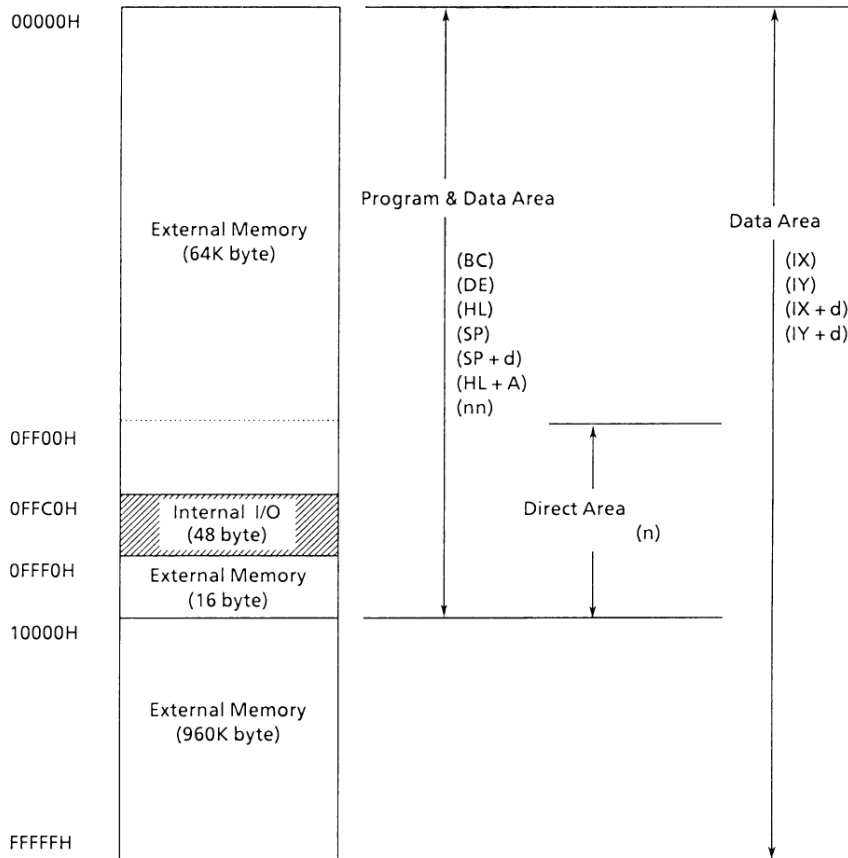 00000H
External Memory
(64K byte)
0FF00H
0FFC0H
Internal I/O
(48 byte)
0FFF0H
External Memory
(16 byte)
10000H
External Memory
(960K byte)
FFFFFH
Program & Data Area
(BC)
(DE)
(HL)
(SP)
(SP + d)
(HL + A)
(nn)
Direct Area
(n)
Data Area
(IX)
(IY)
(IX + d)
(IY + d)